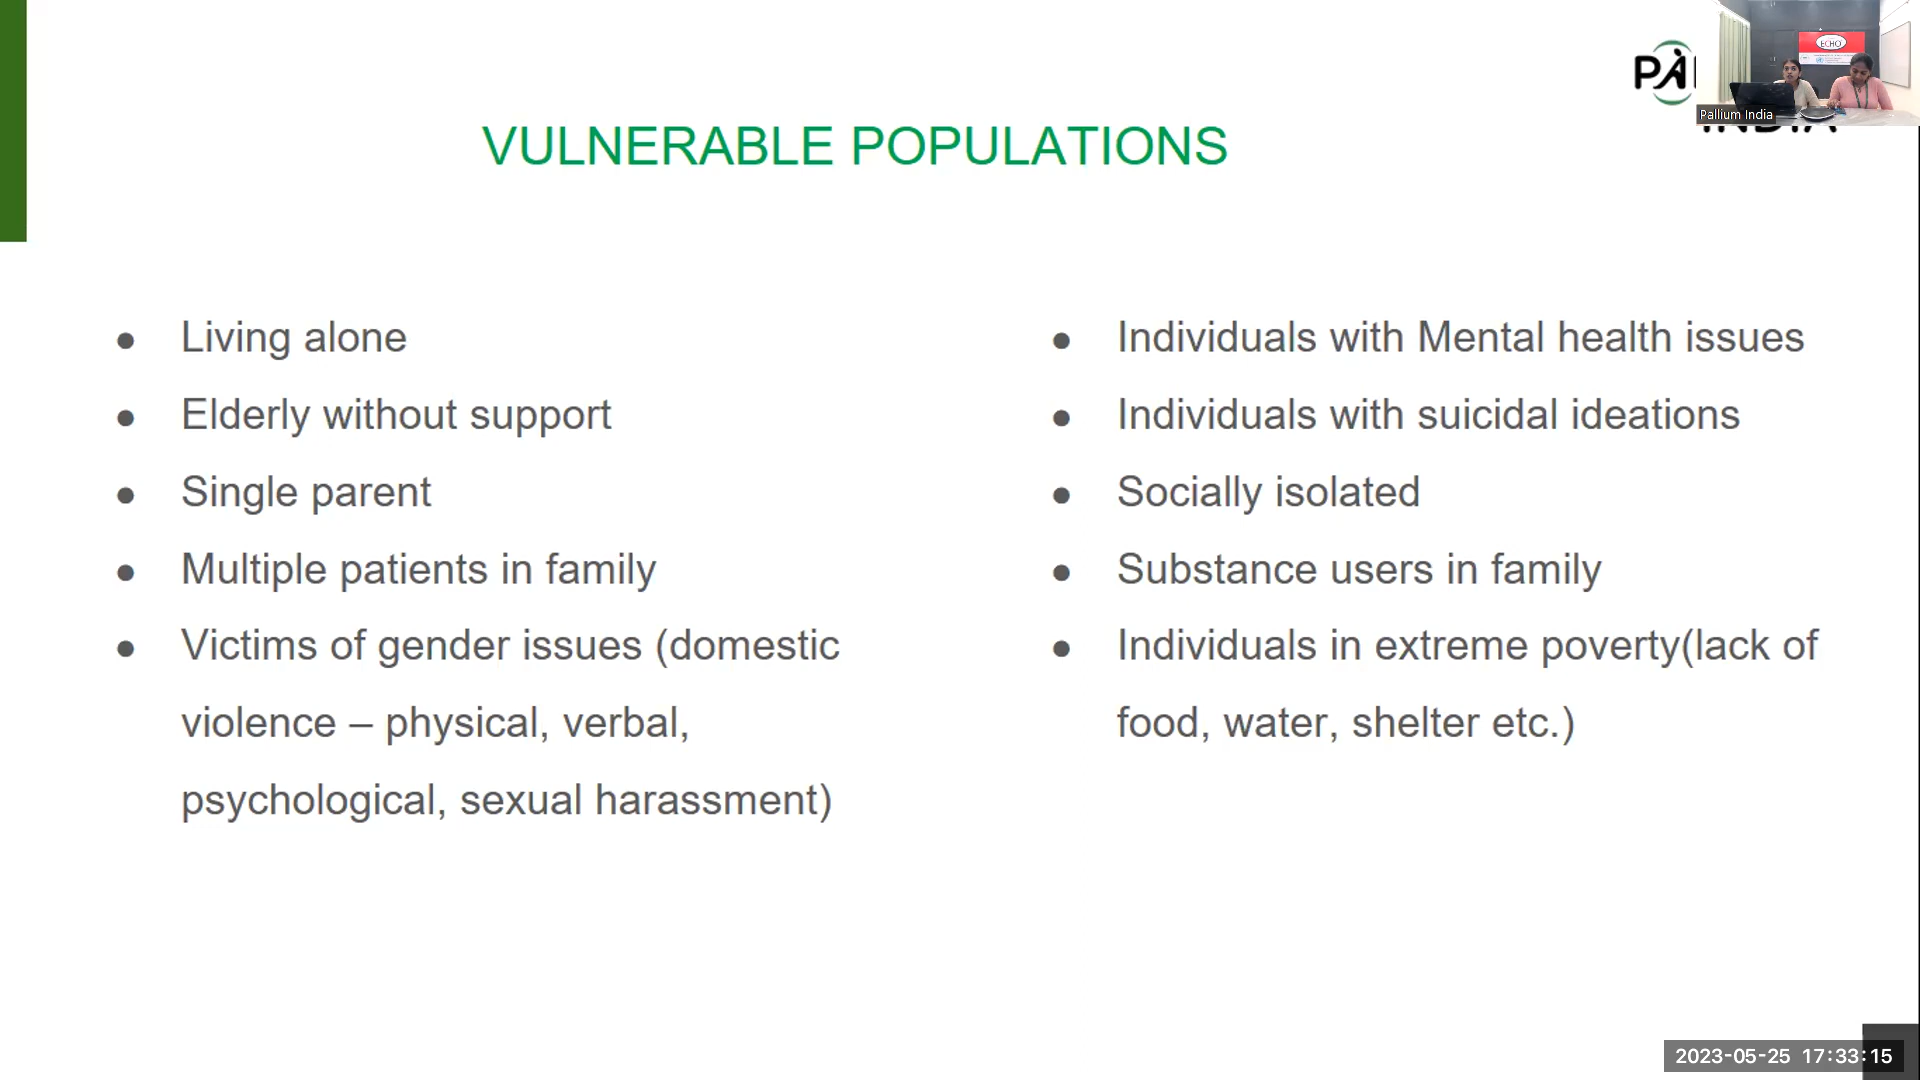 PAL
INDIA
ECHO
Pallium India
VULNERABLE POPULATIONS
● Living alone
● Elderly without support
● Single parent
● Multiple patients in family
● Victims of gender issues (domestic
violence – physical, verbal,
psychological, sexual harassment)
● Individuals with Mental health issues
● Individuals with suicidal ideations
● Socially isolated
● Substance users in family
● Individuals in extreme poverty(lack of
food, water, shelter etc.)
2023-05-25 17:33:15